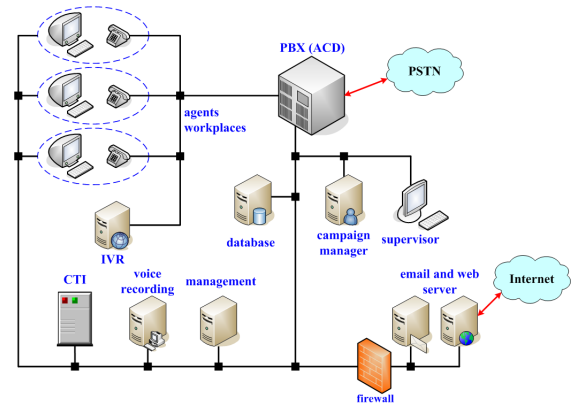 PBX (ACD)
PSTN
agents
workplaces
IVR
database
campaign
manager
supervisor
CTI
voice
recording
management
email and web
server
Internet
firewall